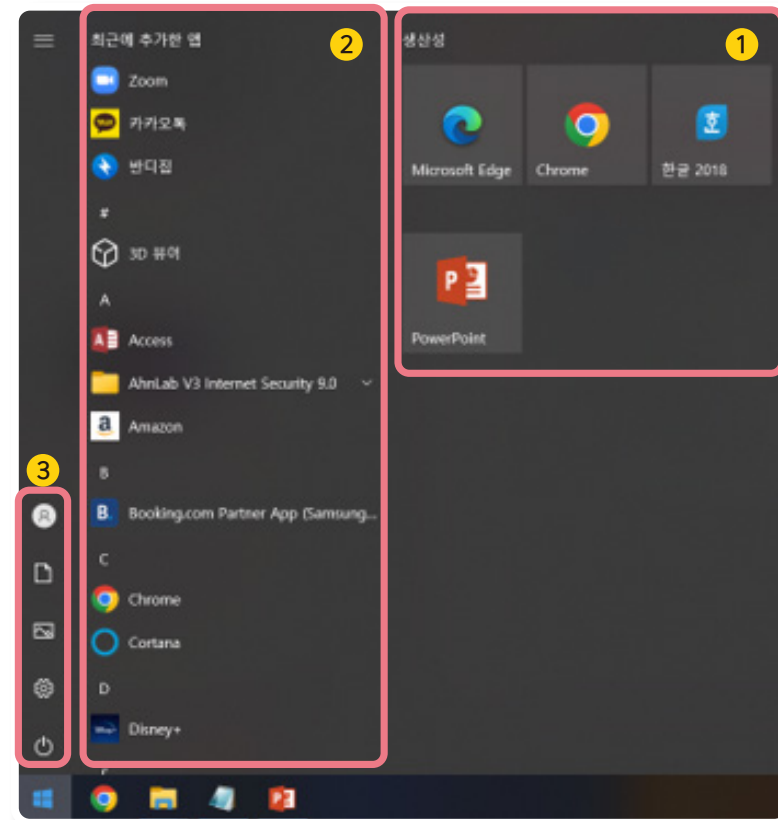 최근에 추가한 앱
2
Zoom
카카오톡
반디집
#
3D 뷰어
A
Access
AhnLab V3 Internet Security 9.0
Amazon
B
Booking.com Partner App (Samsung...
C
Chrome
Cortana
D
Disney+
생산성
1
Microsoft Edge
Chrome
한글 2018
PowerPoint
3